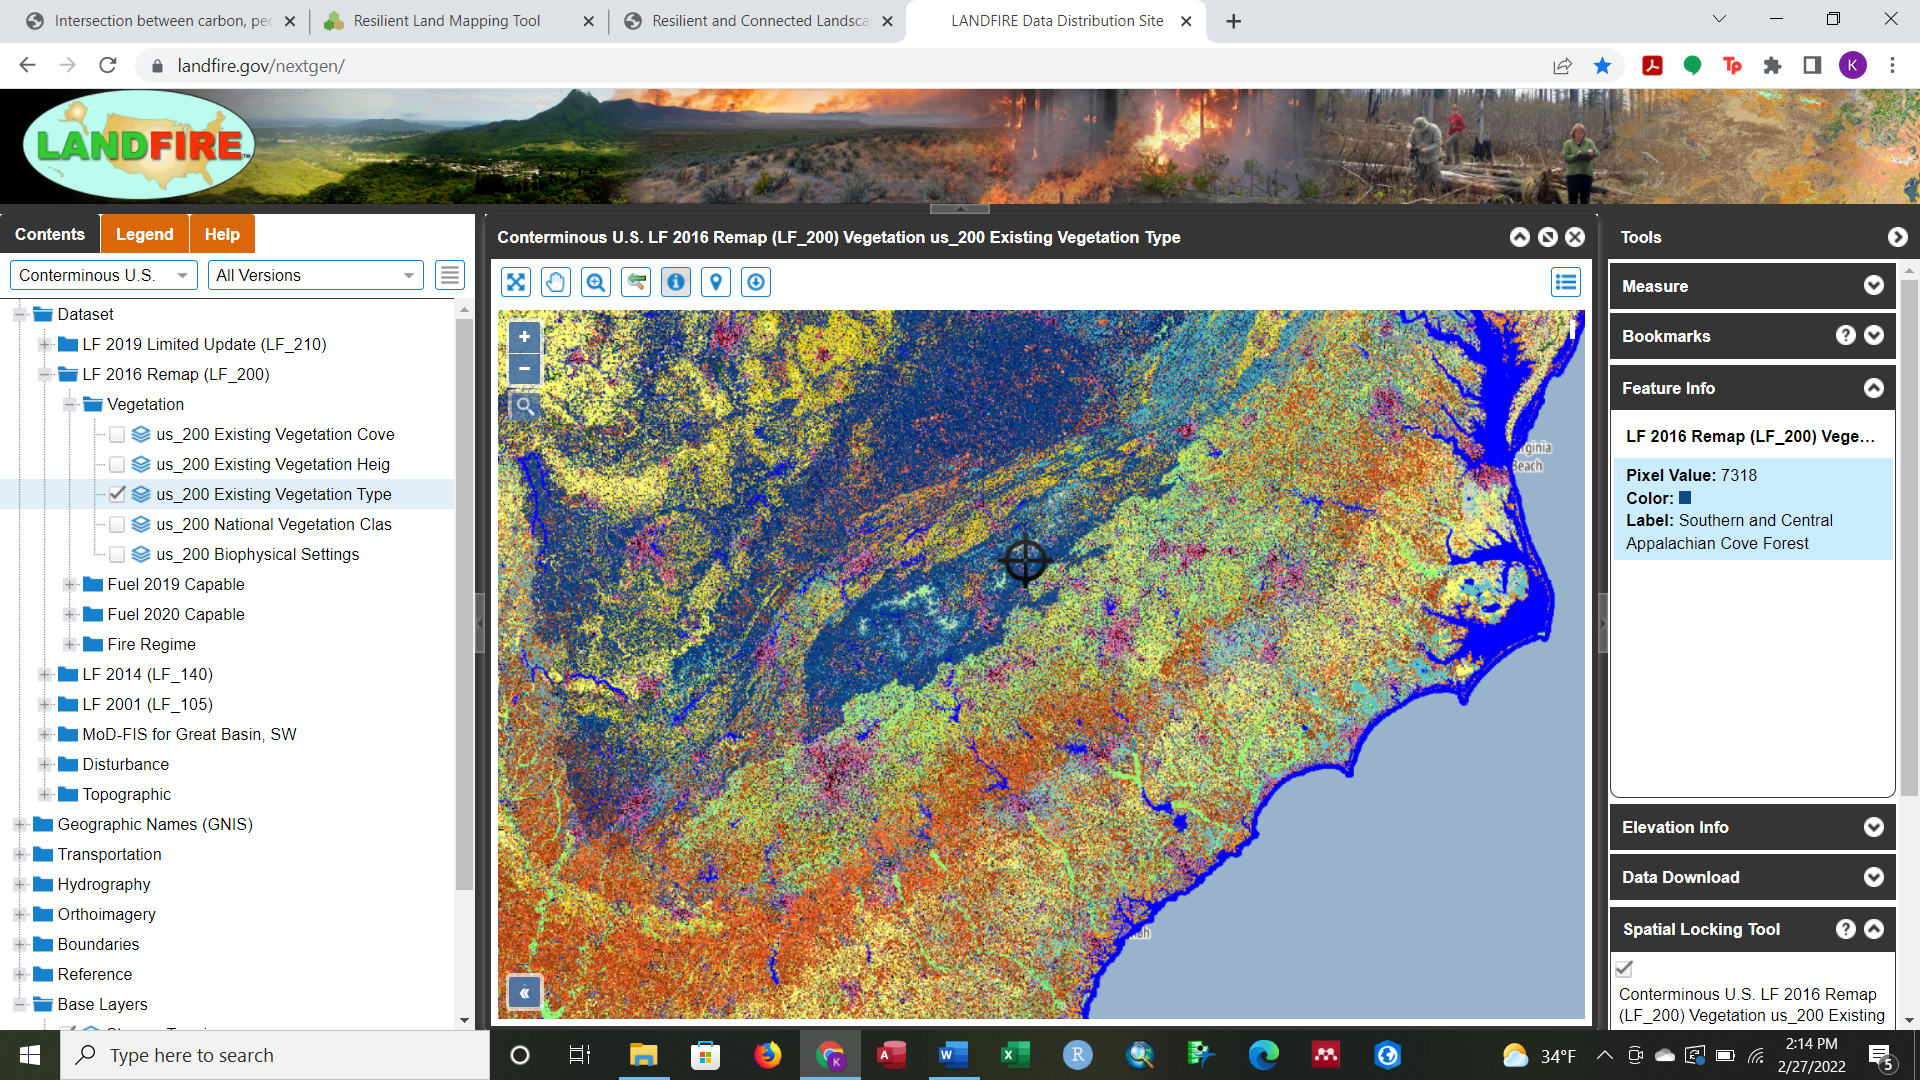 Intersection between carbon, pe
Resilient Land Mapping Tool
Resilient and Connected Landsca
LANDFIRE Data Distribution Site
landfire.gov/nextgen/
K
LANDFIRE
Contents
Legend
Help
Conterminous U.S.
All Versions
Dataset
LF 2019 Limited Update (LF_210)
LF 2016 Remap (LF_200)
Vegetation
us_200 Existing Vegetation Cove
us_200 Existing Vegetation Heig
us_200 Existing Vegetation Type
us_200 National Vegetation Clas
us_200 Biophysical Settings
Fuel 2019 Capable
Fuel 2020 Capable
Fire Regime
LF 2014 (LF_140)
LF 2001 (LF_105)
MoD-FIS for Great Basin, SW
Disturbance
Topographic
Geographic Names (GNIS)
Transportation
Hydrography
Orthoimagery
Boundaries
Reference
Base Layers
Conterminous U.S. LF 2016 Remap (LF_200) Vegetation us_200 Existing Vegetation Type
rginia
Beach
ah
Tools
Measure
Bookmarks
Feature Info
LF 2016 Remap (LF_200) Vege...
Pixel Value: 7318
Color:
Label: Southern and Central
Appalachian Cove Forest
Elevation Info
Data Download
Spatial Locking Tool
Conterminous U.S. LF 2016 Remap
(LF_200) Vegetation us_200 Existing
Type here to search
34°F
2:14 PM
2/27/2022
5